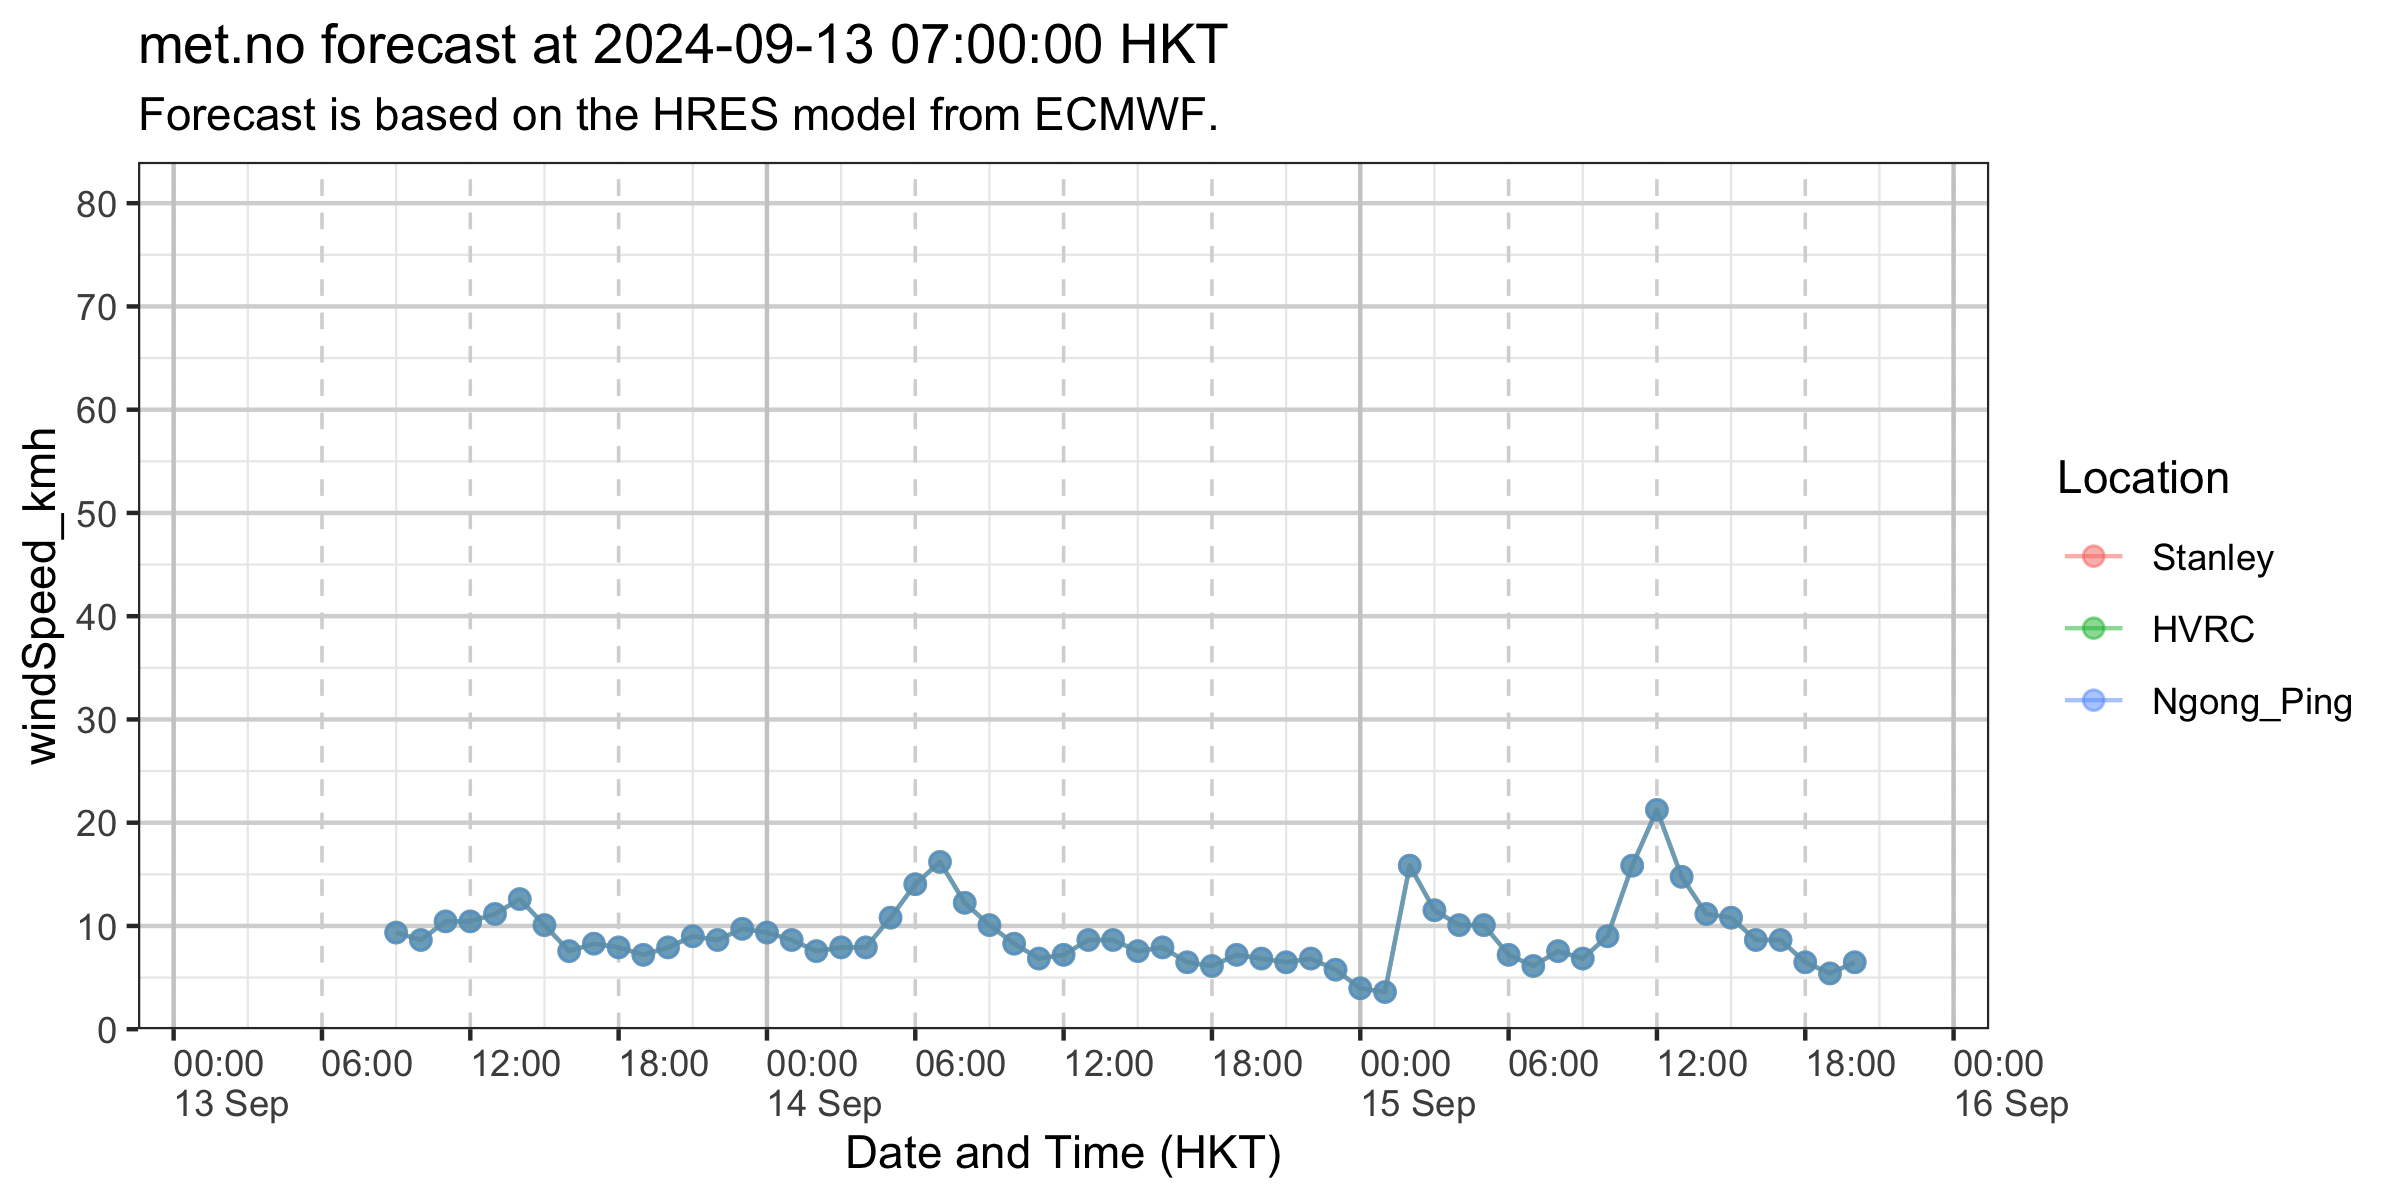 met.no forecast at 2024-09-13 07:00:00 HKT
Forecast is based on the HRES model from ECMWF.
windSpeed_kmh
80
70
60
50
40
30
20
10
0
00:00 06:00 12:00 18:00 00:00 06:00 12:00 18:00 00:00 06:00 12:00 18:00 00:00
13 Sep 14 Sep 15 Sep 16 Sep
Date and Time (HKT)
Location
Stanley
HVRC
Ngong_Ping